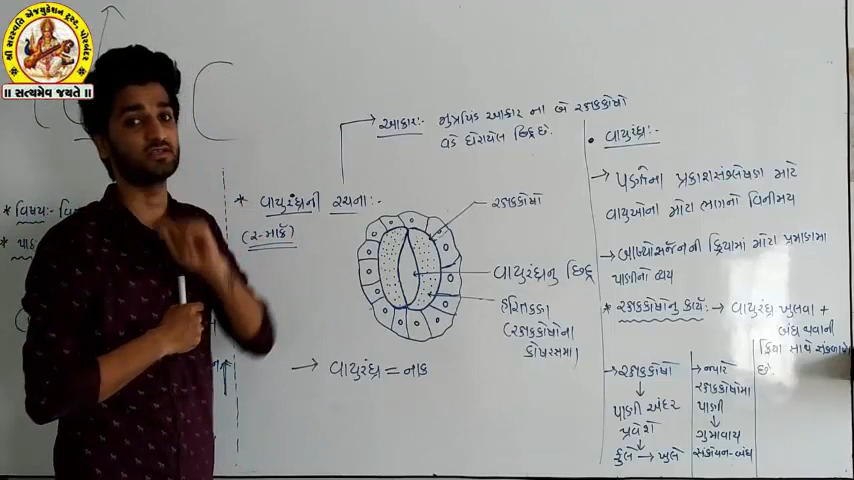 શ્રી સરસ્વતી એજ્યુકેશન ટ્રસ્ટ, પોરબંદર
॥ સત્યમેવ જયતે ॥
* વિષય:-
* વાયુરંધ્રની રચના:-
(૨-માર્ક)
આકાર:- મુત્રપિંડ આકાર ના બે રક્ષકકોષો
વડે ઘેરાયેલ છિદ્ર છે.
રક્ષકકોષો
વાયુરંધ્રનુ છિદ્ર
હરિતકણ
(રક્ષકકોષોના
કોષરસમા)
→ વાયુરંધ્ર = નાક
• વાયુરંધ્ર:-
→ પર્ણના પ્રકાશસંશ્લેષણ માટે
વાયુઓના મોટા ભાગનો વિનીમય
→ બાષ્પોત્સર્જનની ક્રિયામાં મોટા પ્રમાણમા
પાણીનો વ્યય
* રક્ષકકોષોનુ કાર્ય:- → વાયુરંધ્ર ખુલવા +
બંધ થવાની
ક્રિયા સાથે સંકળાયેલ
છે.
→ રક્ષકકોષો
↓
પાણી અંદર
પ્રવેશે
↓
ફુલે → ખુલે
→ જ્યારે
રક્ષકકોષોમા
પાણી
↓
ગુમાવાય
સંકોચન-બંધ